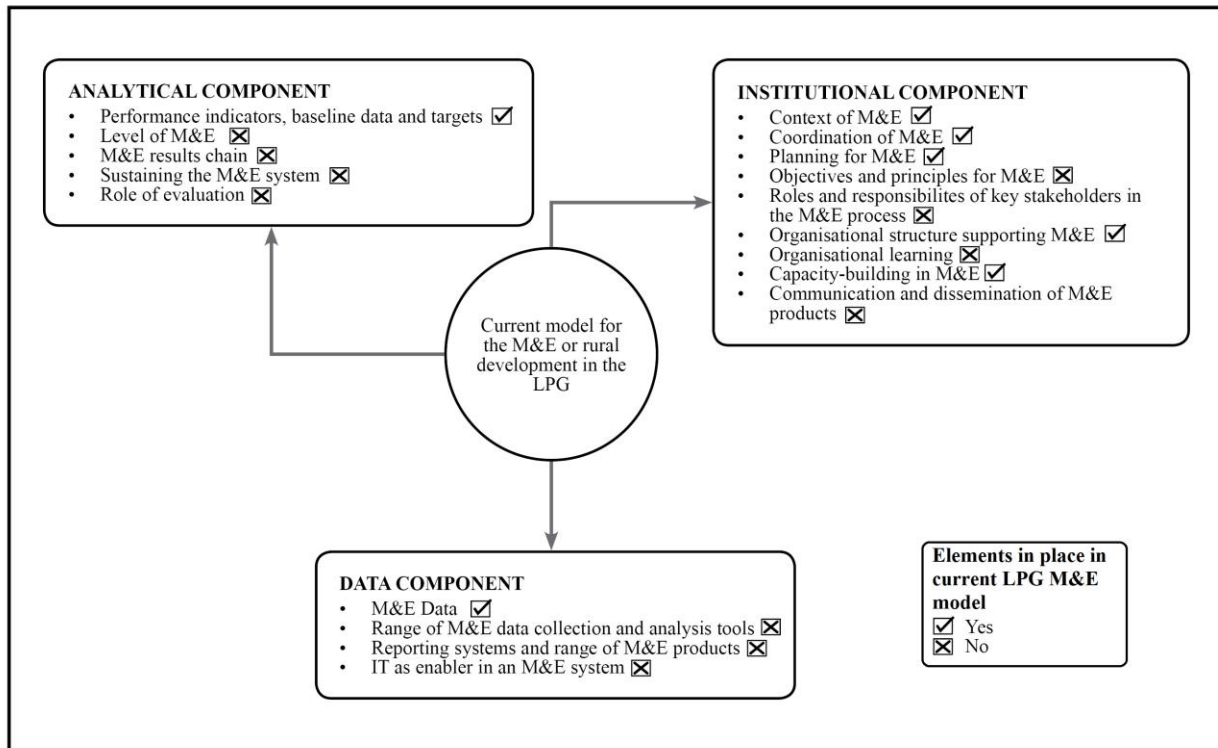 ANALYTICAL COMPONENT
• Performance indicators, baseline data and targets ☑
• Level of M&E ☒
• M&E results chain ☒
• Sustaining the M&E system ☒
• Role of evaluation ☒
INSTITUTIONAL COMPONENT
• Context of M&E ☑
• Coordination of M&E ☑
• Planning for M&E ☑
• Objectives and principles for M&E ☒
• Roles and responsibilites of key stakeholders in
the M&E process ☒
• Organisational structure supporting M&E ☑
• Organisational learning ☒
• Capacity-building in M&E ☑
• Communication and dissemination of M&E
products ☒
Current model for
the M&E or rural
development in the
LPG
DATA COMPONENT
• M&E Data ☑
• Range of M&E data collection and analysis tools ☒
• Reporting systems and range of M&E products ☒
• IT as enabler in an M&E system ☒
Elements in place in
current LPG M&E
model
☑ Yes
☒ No